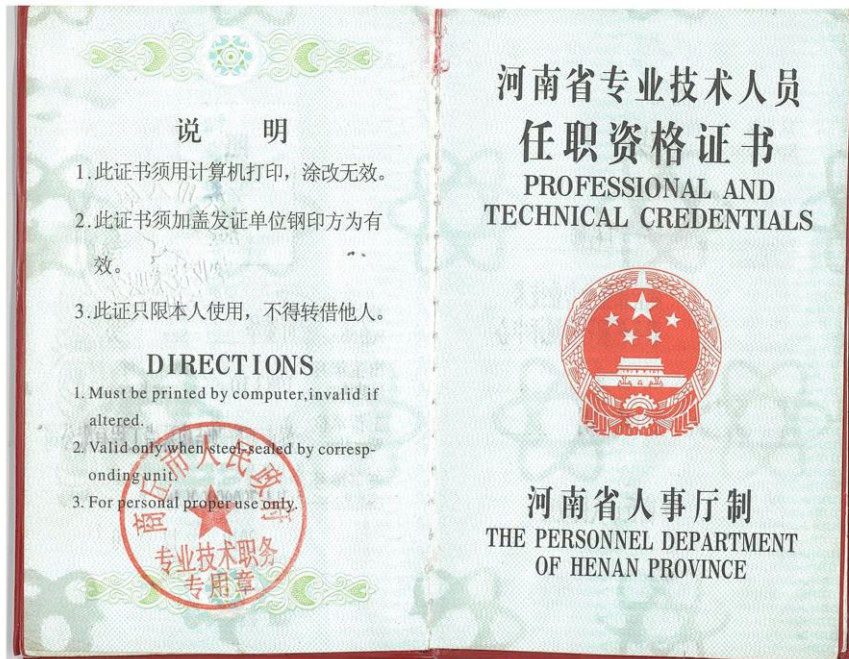 说 明
1.此证书须用计算机打印，涂改无效。
2.此证书须加盖发证单位钢印方为有
效。
3.此证只限本人使用，不得转借他人。
DIRECTIONS
1. Must be printed by computer,invalid if
altered.
2. Valid only when steel-sealed by corresp-
onding unit.
3. For personal proper use only.
商丘市人民政府
专业技术职务
专用章
河南省专业技术人员
任职资格证书
PROFESSIONAL AND
TECHNICAL CREDENTIALS
河南省人事厅制
THE PERSONNEL DEPARTMENT
OF HENAN PROVINCE